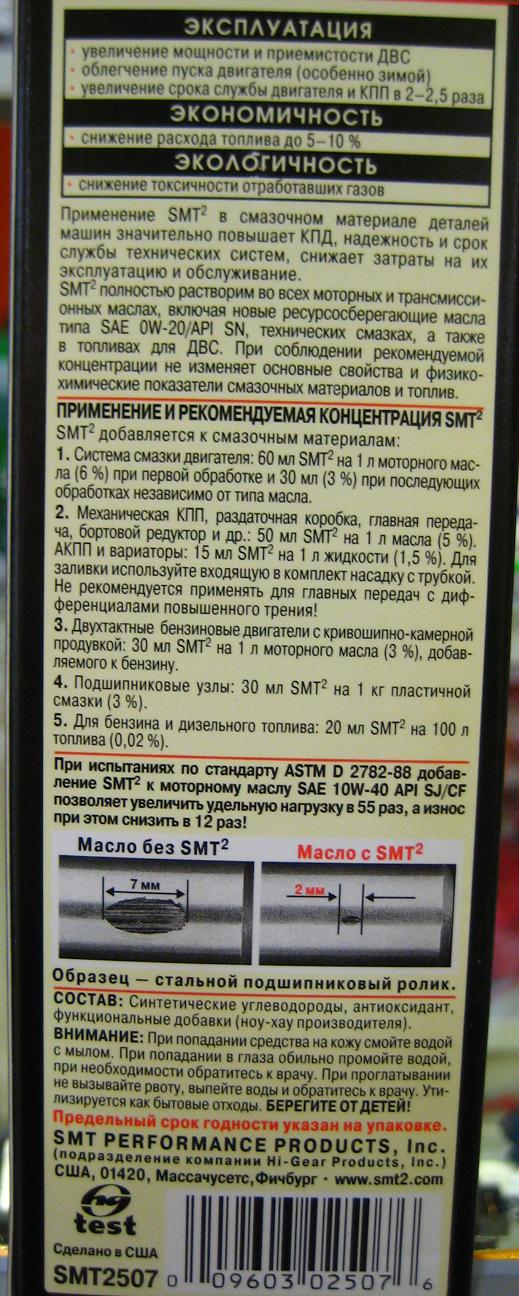 ЭКСПЛУАТАЦИЯ
• увеличение мощности и приемистости ДВС
• облегчение пуска двигателя (особенно зимой)
• увеличение срока службы двигателя и КПП в 2–2,5 раза
ЭКОНОМИЧНОСТЬ
• снижение расхода топлива до 5–10 %
ЭКОЛОГИЧНОСТЬ
• снижение токсичности отработавших газов
Применение SMT² в смазочном материале деталей
машин значительно повышает КПД, надежность и срок
службы технических систем, снижает затраты на их
эксплуатацию и обслуживание.
SMT² полностью растворим во всех моторных и трансмисси-
онных маслах, включая новые ресурсосберегающие масла
типа SAE 0W-20/API SN, технических смазках, а также
в топливах для ДВС. При соблюдении рекомендуемой
концентрации не изменяет основные свойства и физико-
химические показатели смазочных материалов и топлив.
ПРИМЕНЕНИЕ И РЕКОМЕНДУЕМАЯ КОНЦЕНТРАЦИЯ SMT²
SMT² добавляется к смазочным материалам:
1. Система смазки двигателя: 60 мл SMT² на 1 л моторного мас-
ла (6 %) при первой обработке и 30 мл (3 %) при последующих
обработках независимо от типа масла.
2. Механическая КПП, раздаточная коробка, главная переда-
ча, бортовой редуктор и др.: 50 мл SMT² на 1 л масла (5 %).
АКПП и вариаторы: 15 мл SMT² на 1 л жидкости (1,5 %). Для
заливки используйте входящую в комплект насадку с трубкой.
Не рекомендуется применять для главных передач с диф-
ференциалами повышенного трения!
3. Двухтактные бензиновые двигатели с кривошипно-камерной
продувкой: 30 мл SMT² на 1 л моторного масла (3 %), добав-
ляемого к бензину.
4. Подшипниковые узлы: 30 мл SMT² на 1 кг пластичной
смазки (3 %).
5. Для бензина и дизельного топлива: 20 мл SMT² на 100 л
топлива (0,02 %).
При испытаниях по стандарту ASTM D 2782-88 добав-
ление SMT² к моторному маслу SAE 10W-40 API SJ/CF
позволяет увеличить удельную нагрузку в 55 раз, а износ
при этом снизить в 12 раз!
Масло без SMT² Масло с SMT²
7 мм 2 мм
Образец — стальной подшипниковый ролик.
СОСТАВ: Синтетические углеводороды, антиоксидант,
функциональные добавки (ноу-хау производителя).
ВНИМАНИЕ: При попадании средства на кожу смойте водой
с мылом. При попадании в глаза обильно промойте водой,
при необходимости обратитесь к врачу. При проглатывании
не вызывайте рвоту, выпейте воды и обратитесь к врачу. Ути-
лизируется как бытовые отходы. БЕРЕГИТЕ ОТ ДЕТЕЙ!
Предельный срок годности указан на упаковке.
SMT PERFORMANCE PRODUCTS, Inc.
(подразделение компании Hi-Gear Products, Inc.)
США, 01420, Массачусетс, Фичбург · www.smt2.com
test
Сделано в США
SMT2507
0 09603 02507 6